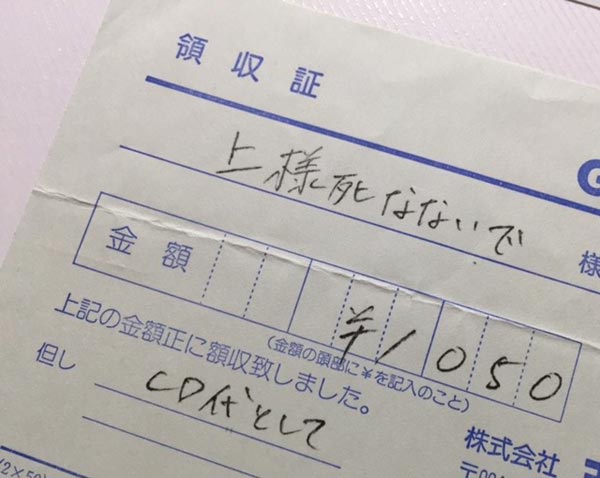 領収証
G
上様死なないで 様
金額 ¥1050
上記の金額正に額収致しました。
(金額の頭部に¥を記入のこと)
但し CD代として
株式会社